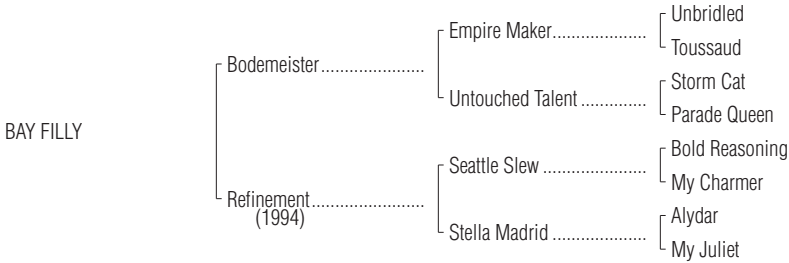 Unbridled
Empire Maker....................
Toussaud
Bodemeister......................
Storm Cat
Untouched Talent ..............
Parade Queen
BAY FILLY
Bold Reasoning
Seattle Slew ......................
My Charmer
Refinement........................
(1994)
Alydar
Stella Madrid ....................
My Juliet